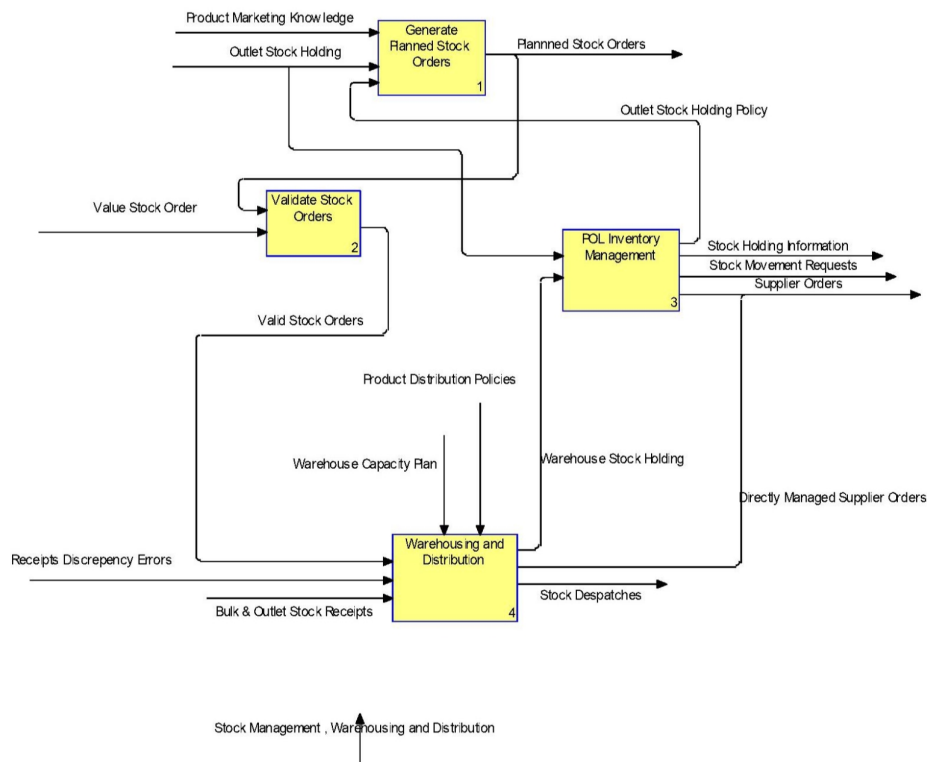 Product Marketing Knowledge
Generate
Planned Stock
Orders
1
Plannned Stock Orders
Outlet Stock Holding
Outlet Stock Holding Policy
Validate Stock
Orders
2
Value Stock Order
POL Inventory
Management
3
Stock Holding Information
Stock Movement Requests
Supplier Orders
Valid Stock Orders
Product Distribution Policies
Warehouse Capacity Plan
Warehouse Stock Holding
Directly Managed Supplier Orders
Warehousing and
Distribution
4
Receipts Discrepency Errors
Stock Despatches
Bulk & Outlet Stock Receipts
Stock Management , Warehousing and Distribution